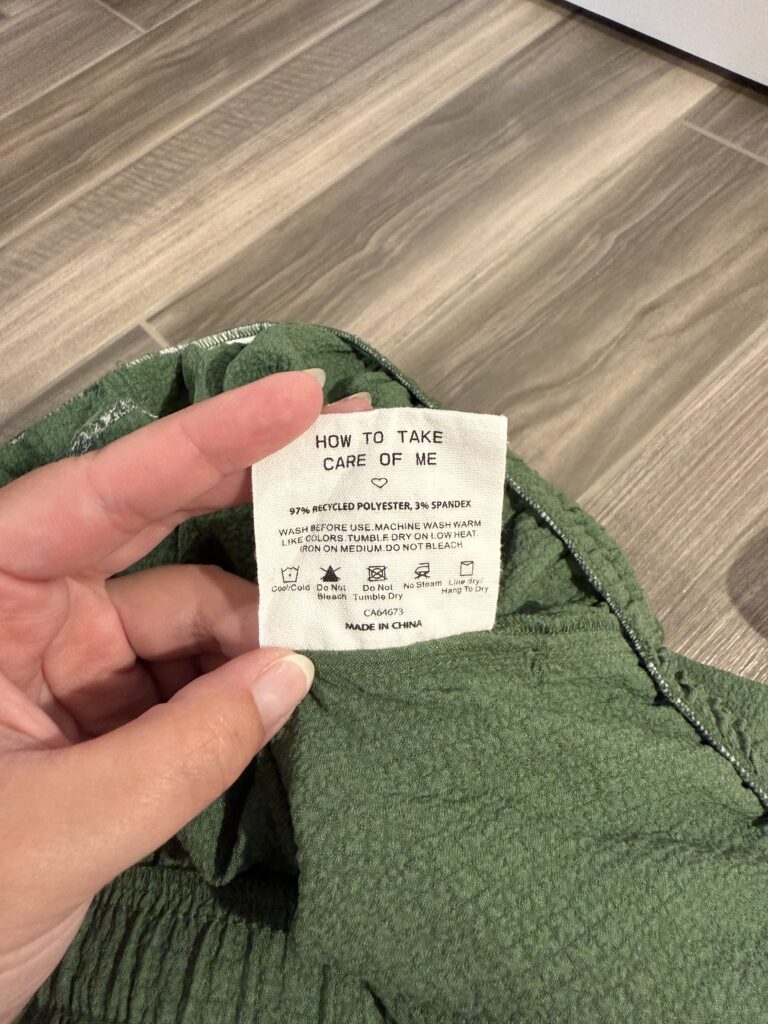 HOW TO TAKE
CARE OF ME
97% RECYCLED POLYESTER, 3% SPANDEX
WASH BEFORE USE.MACHINE WASH WARM
LIKE COLORS.TUMBLE DRY ON LOW HEAT.
IRON ON MEDIUM.DO NOT BLEACH
Cool/Cold Do Not Bleach Do Not Tumble Dry No Steam Line dry/ Hang To Dry
CA64673
MADE IN CHINA